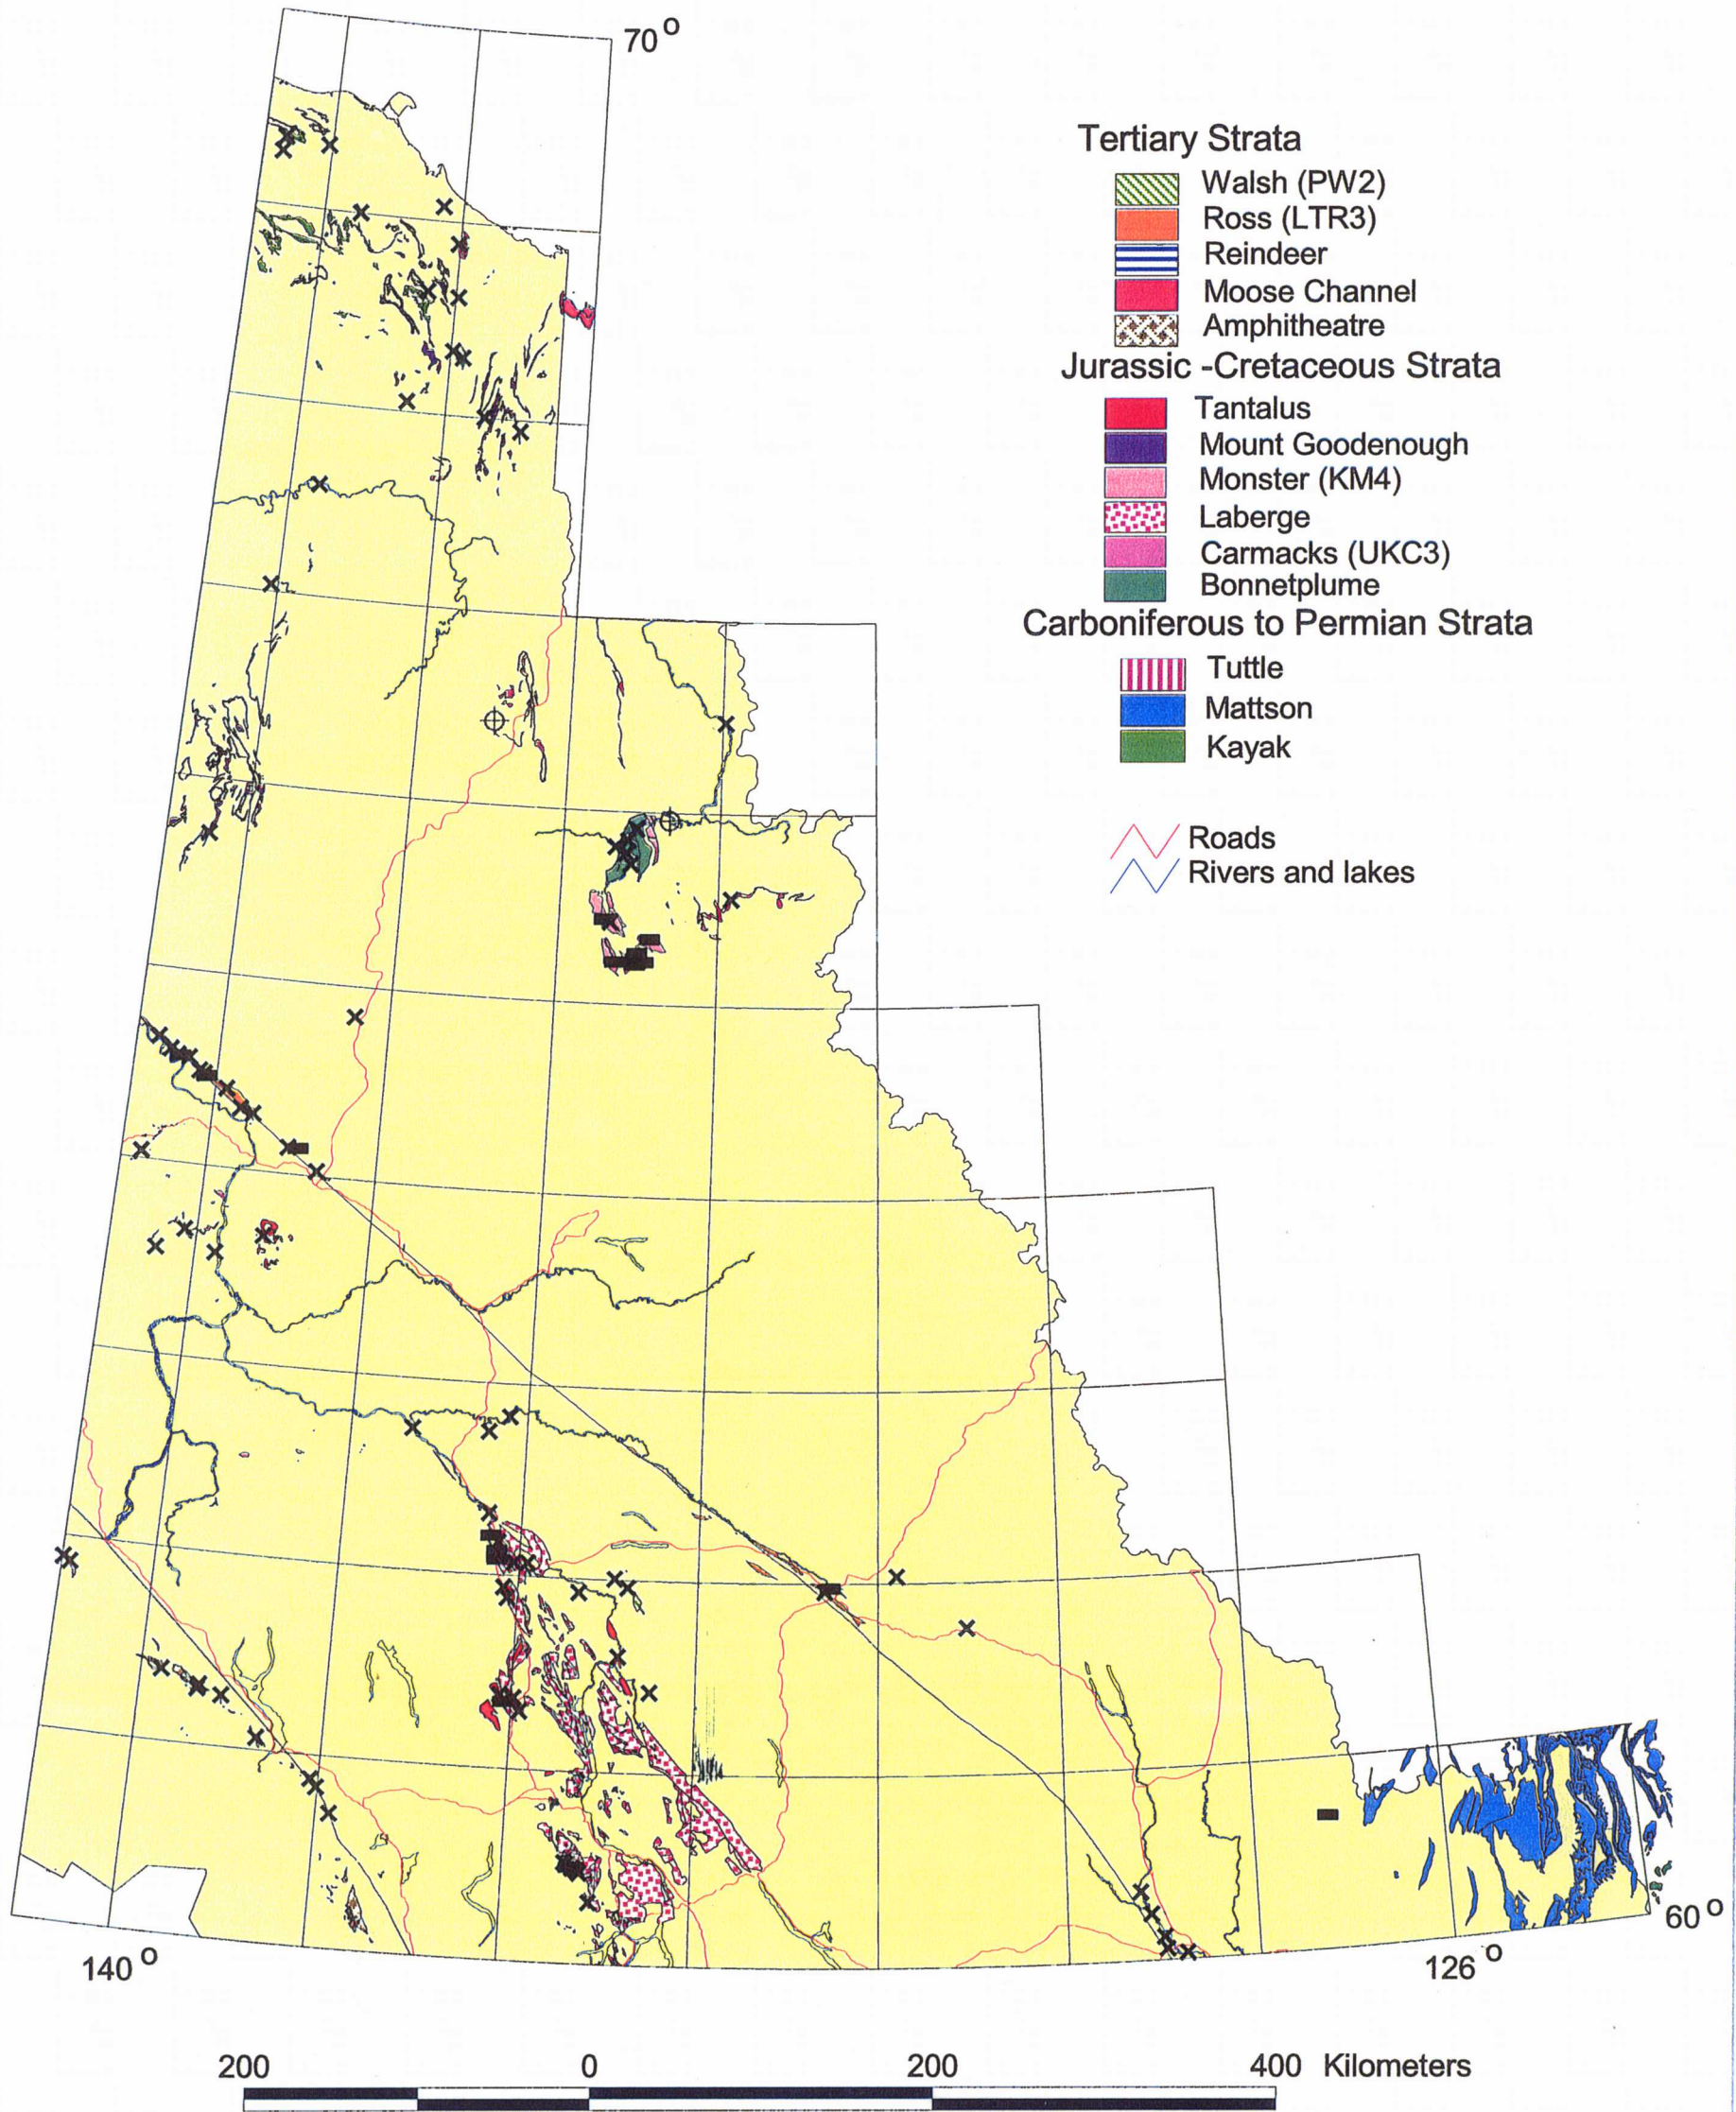 70 o
Tertiary Strata
Walsh (PW2)
Ross (LTR3)
Reindeer
Moose Channel
Amphitheatre
Jurassic -Cretaceous Strata
Tantalus
Mount Goodenough
Monster (KM4)
Laberge
Carmacks (UKC3)
Bonnetplume
Carboniferous to Permian Strata
Tuttle
Mattson
Kayak
Roads
Rivers and lakes
60 o
140 o
126 o
200 0 200 400 Kilometers